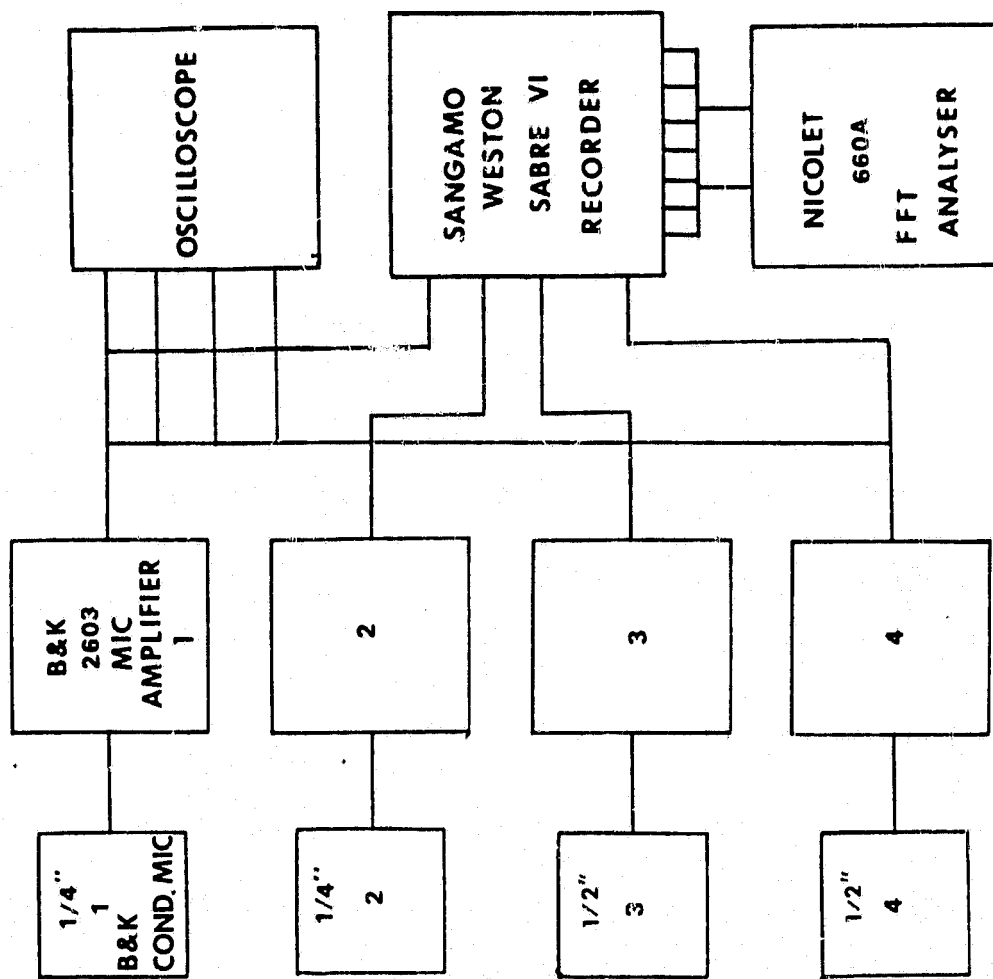 OSCILLOSCOPE
SANGAMO
WESTON
SABRE VI
RECORDER
NICOLET
660A
FFT
ANALYSER
B&K
2603
MIC
AMPLIFIER
1
2
3
4
1/4"
1
B&K
COND. MIC
1/4"
2
1/2"
3
1/2"
4